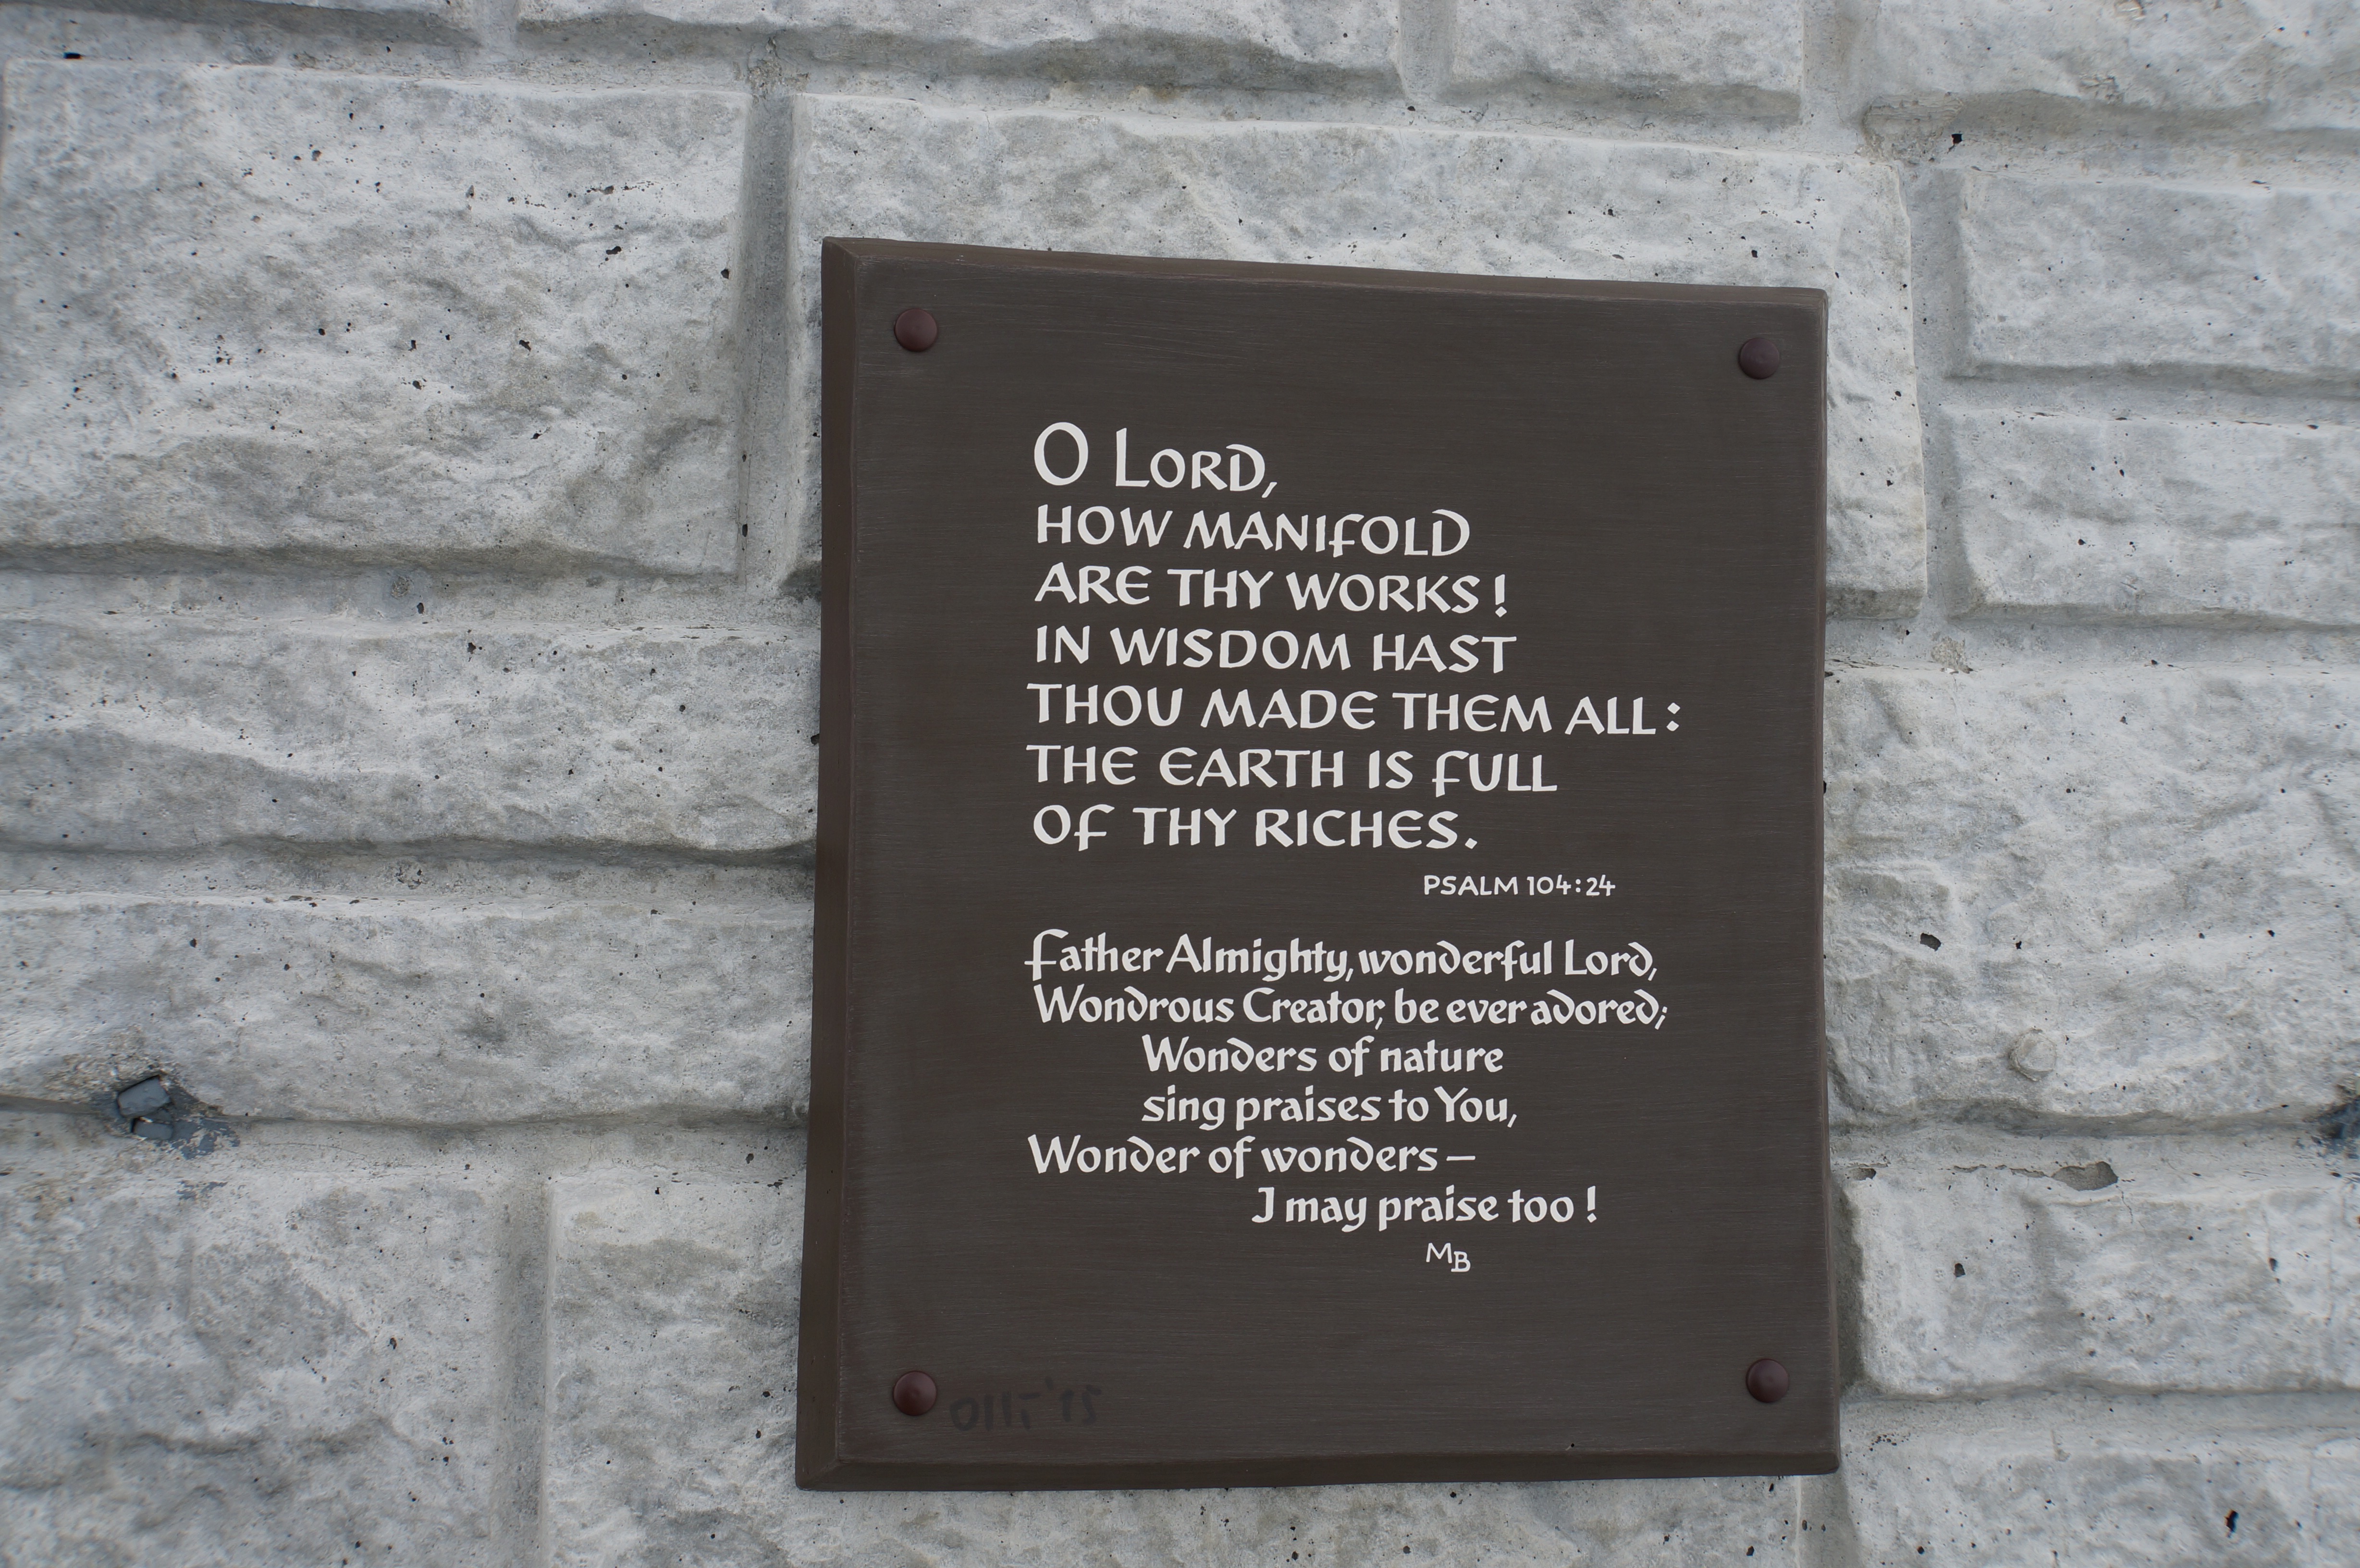 O LORD,
HOW MANIFOLD
ARE THY WORKS!
IN WISDOM HAST
THOU MADE THEM ALL:
THE EARTH IS FULL
OF THY RICHES.
PSALM 104:24
Father Almighty, wonderful Lord,
Wondrous Creator, be ever adored;
Wonders of nature
sing praises to You,
Wonder of wonders —
I may praise too!
MB
Olli '15